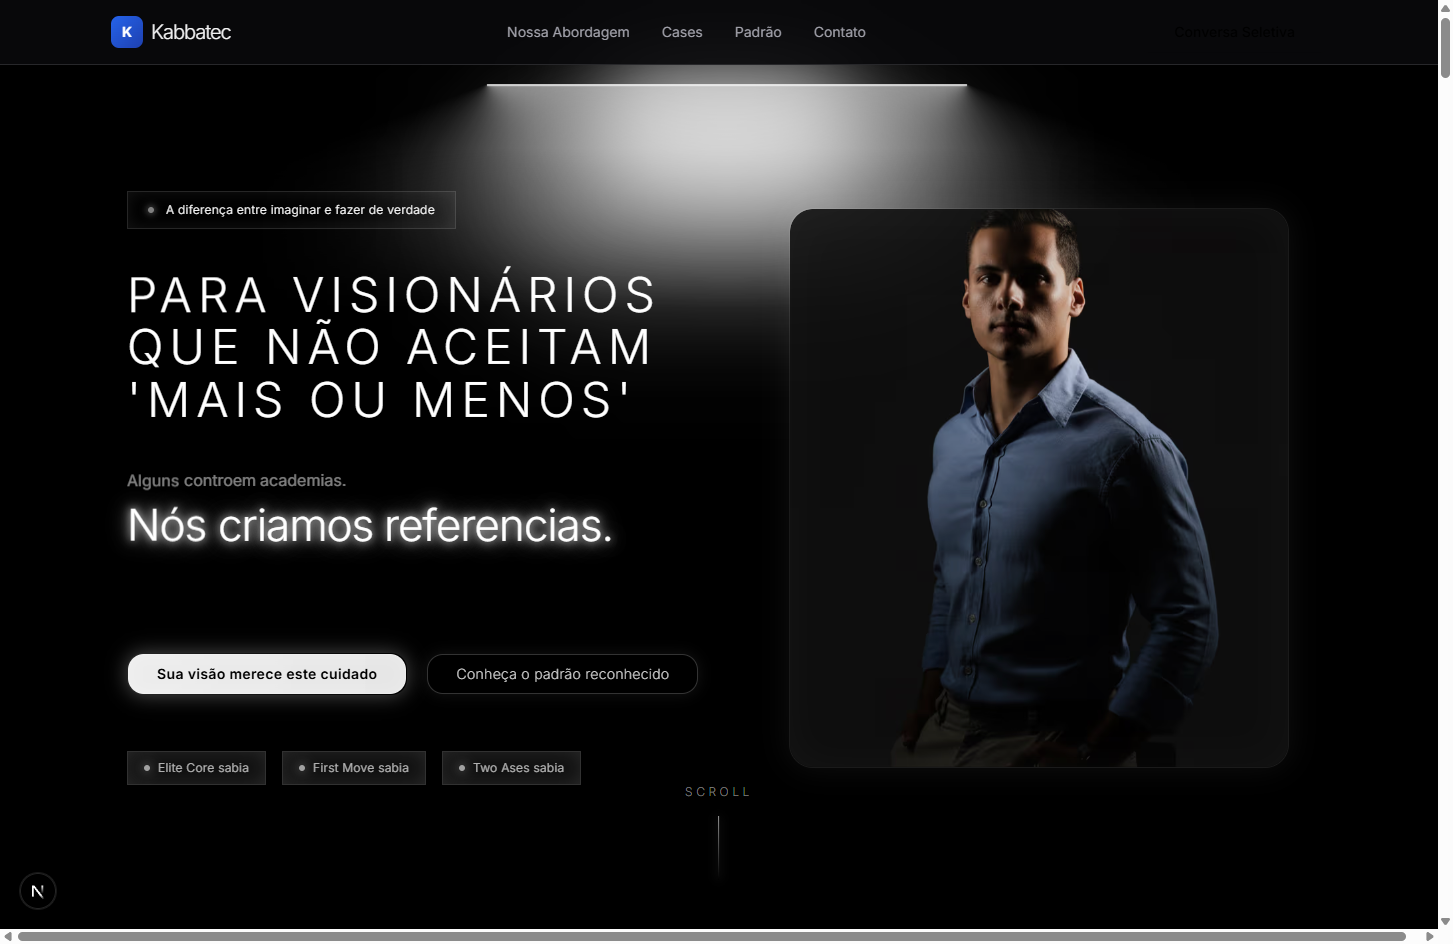 K Kabbatec
Nossa Abordagem Cases Padrão Contato Conversa Seletiva
A diferença entre imaginar e fazer de verdade
PARA VISIONÁRIOS
QUE NÃO ACEITAM
'MAIS OU MENOS'
Alguns controem academias.
Nós criamos referencias.
Sua visão merece este cuidado Conheça o padrão reconhecido
Elite Core sabia First Move sabia Two Ases sabia
SCROLL
N